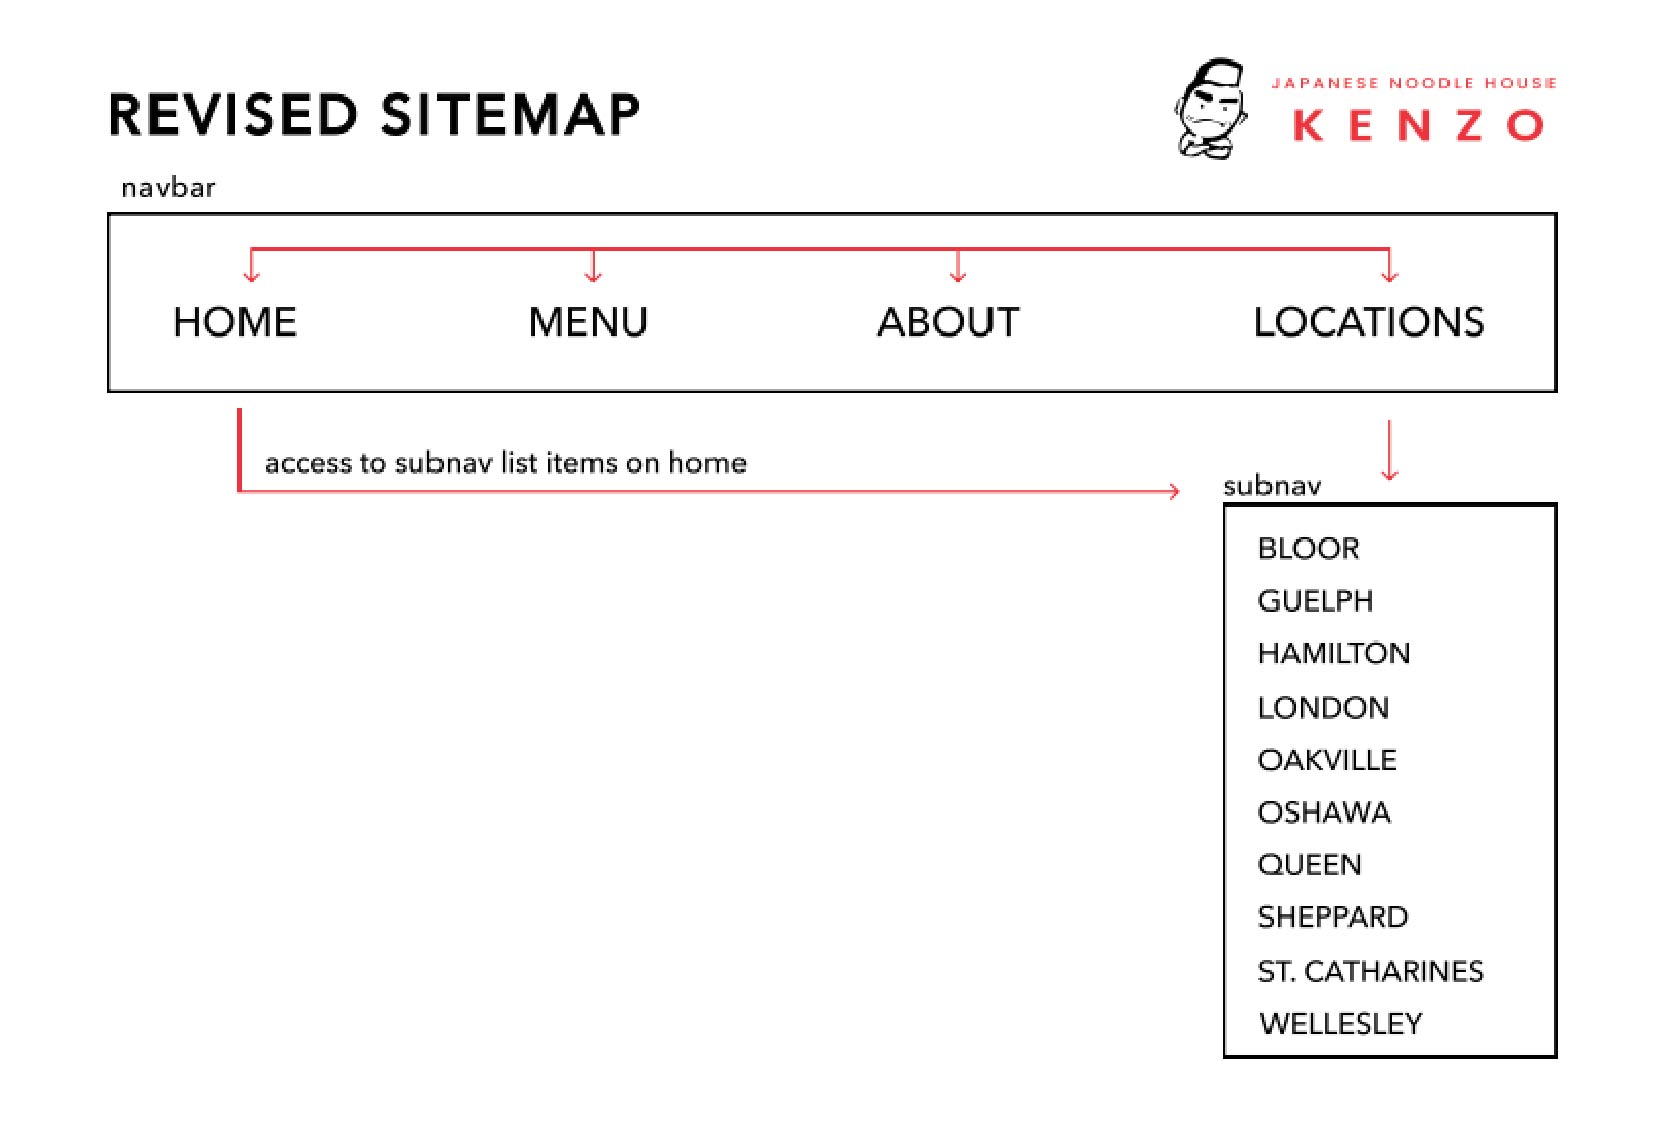 REVISED SITEMAP
JAPANESE NOODLE HOUSE
KENZO
navbar
HOME MENU ABOUT LOCATIONS
access to subnav list items on home
subnav
BLOOR
GUELPH
HAMILTON
LONDON
OAKVILLE
OSHAWA
QUEEN
SHEPPARD
ST. CATHARINES
WELLESLEY